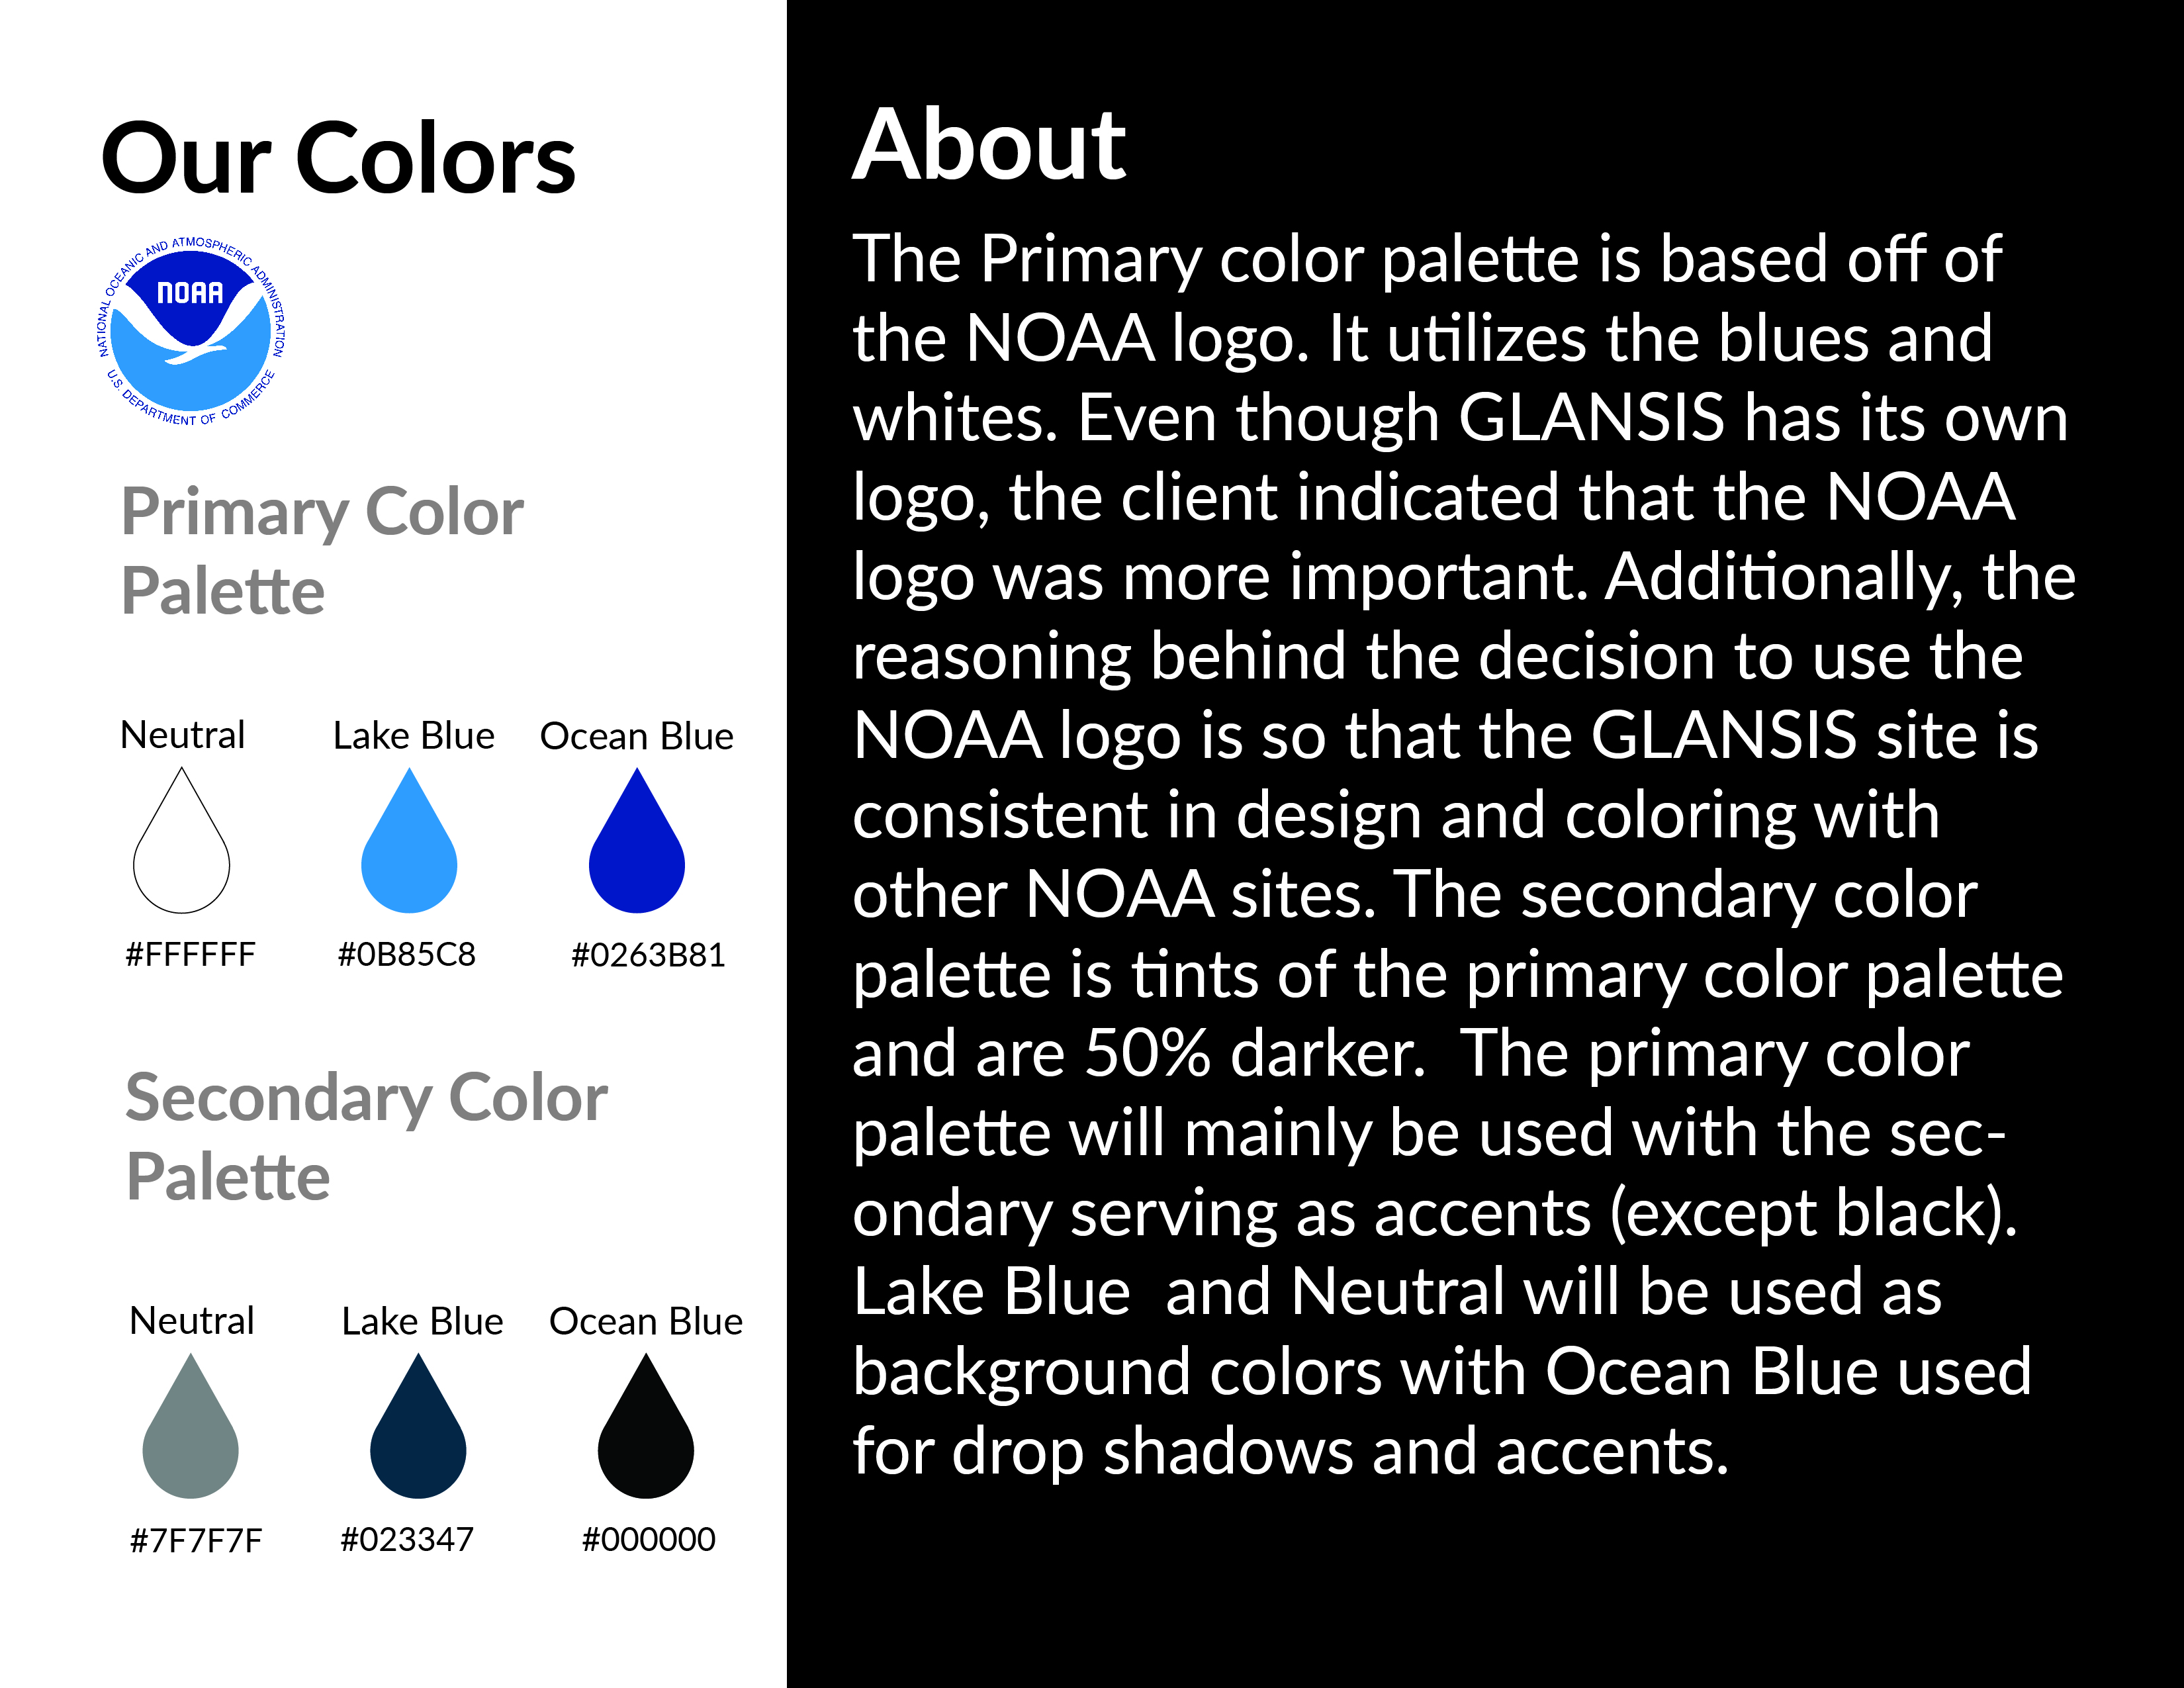 Our Colors
NATIONAL OCEANIC AND ATMOSPHERIC ADMINISTRATION
NOAA
U.S. DEPARTMENT OF COMMERCE
Primary Color
Palette
Neutral Lake Blue Ocean Blue
#FFFFFF #0B85C8 #0263B81
Secondary Color
Palette
Neutral Lake Blue Ocean Blue
#7F7F7F #023347 #000000
About
The Primary color palette is based off of
the NOAA logo. It utilizes the blues and
whites. Even though GLANSIS has its own
logo, the client indicated that the NOAA
logo was more important. Additionally, the
reasoning behind the decision to use the
NOAA logo is so that the GLANSIS site is
consistent in design and coloring with
other NOAA sites. The secondary color
palette is tints of the primary color palette
and are 50% darker.  The primary color
palette will mainly be used with the sec-
ondary serving as accents (except black).
Lake Blue  and Neutral will be used as
background colors with Ocean Blue used
for drop shadows and accents.